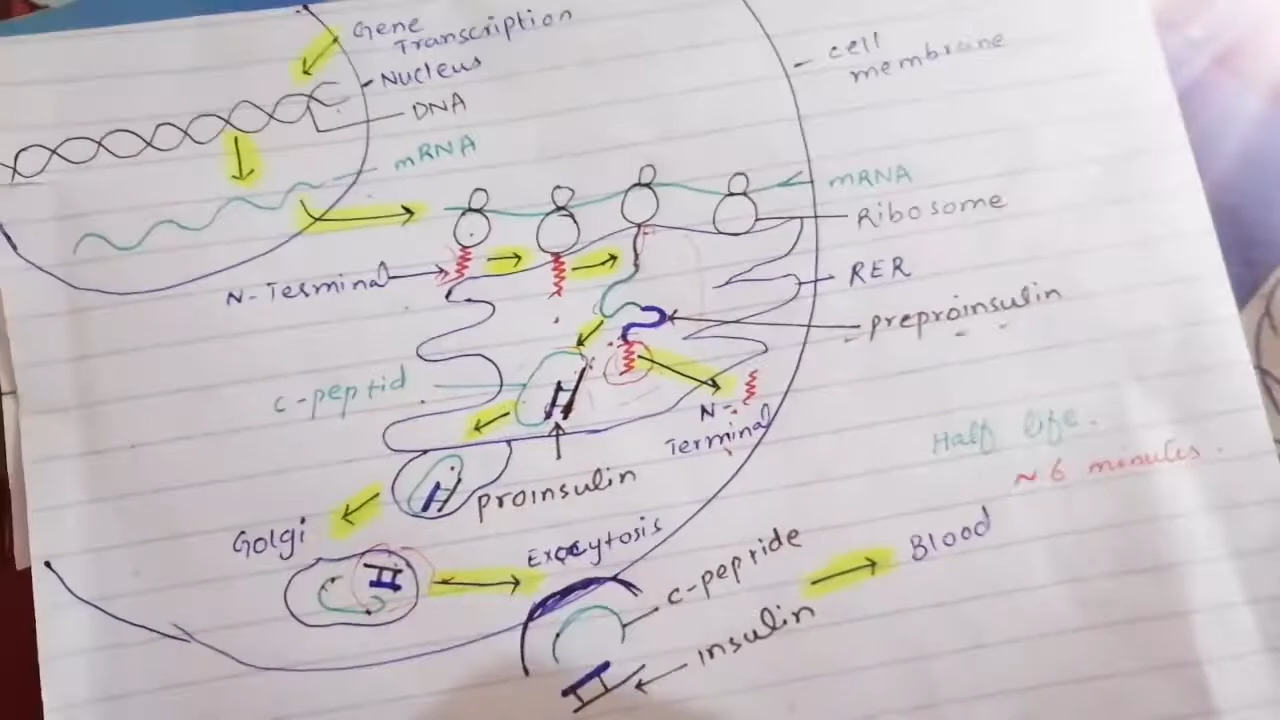 Gene
Transcription
Nucleus
DNA
mRNA
cell
membrane
mRNA
Ribosome
N-Terminal
RER
preproinsulin
c-peptid
N-
Terminal
Half life.
~6 minutes.
proinsulin
Golgi
Exocytosis
c-pepride
Blood
insulin